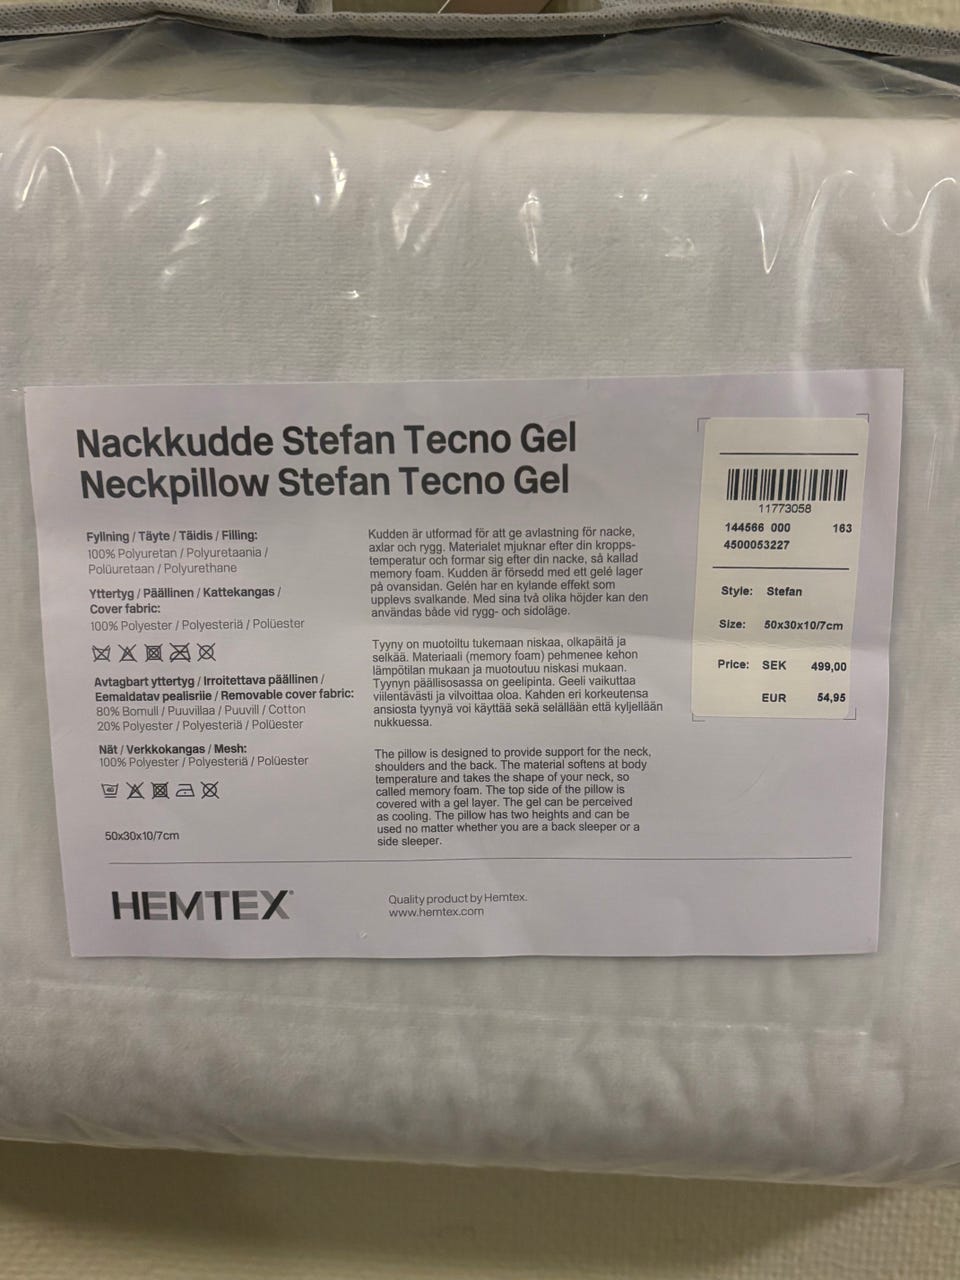 Nackkudde Stefan Tecno Gel
Neckpillow Stefan Tecno Gel
Fyllning / Täyte / Täidis / Filling:
100% Polyuretan / Polyuretaania /
Polüuretaan / Polyurethane
Yttertyg / Päällinen / Kattekangas /
Cover fabric:
100% Polyester / Polyesteriä / Polüester
Avtagbart yttertyg / Irroitettava päällinen /
Eemaldatav pealisriie / Removable cover fabric:
80% Bomull / Puuvillaa / Puuvill / Cotton
20% Polyester / Polyesteriä / Polüester
Nät / Verkkokangas / Mesh:
100% Polyester / Polyesteriä / Polüester
40
50x30x10/7cm
Kudden är utformad för att ge avlastning för nacke,
axlar och rygg. Materialet mjuknar efter din kropps-
temperatur och formar sig efter din nacke, så kallad
memory foam. Kudden är försedd med ett gelé lager
på ovansidan. Gelén har en kylande effekt som
upplevs svalkande. Med sina två olika höjder kan den
användas både vid rygg- och sidoläge.
Tyyny on muotoiltu tukemaan niskaa, olkapäitä ja
selkää. Materiaali (memory foam) pehmenee kehon
lämpötilan mukaan ja muotoutuu niskasi mukaan.
Tyynyn päällisosassa on geelipinta. Geeli vaikuttaa
viilentävästi ja vilvoittaa oloa. Kahden eri korkeutensa
ansiosta tyynyä voi käyttää sekä selällään että kyljellään
nukkuessa.
The pillow is designed to provide support for the neck,
shoulders and the back. The material softens at body
temperature and takes the shape of your neck, so
called memory foam. The top side of the pillow is
covered with a gel layer. The gel can be perceived
as cooling. The pillow has two heights and can be
used no matter whether you are a back sleeper or a
side sleeper.
11773058
144566 000 163
4500053227
Style: Stefan
Size: 50x30x10/7cm
Price: SEK 499,00
EUR 54,95
HEMTEX®
Quality product by Hemtex.
www.hemtex.com